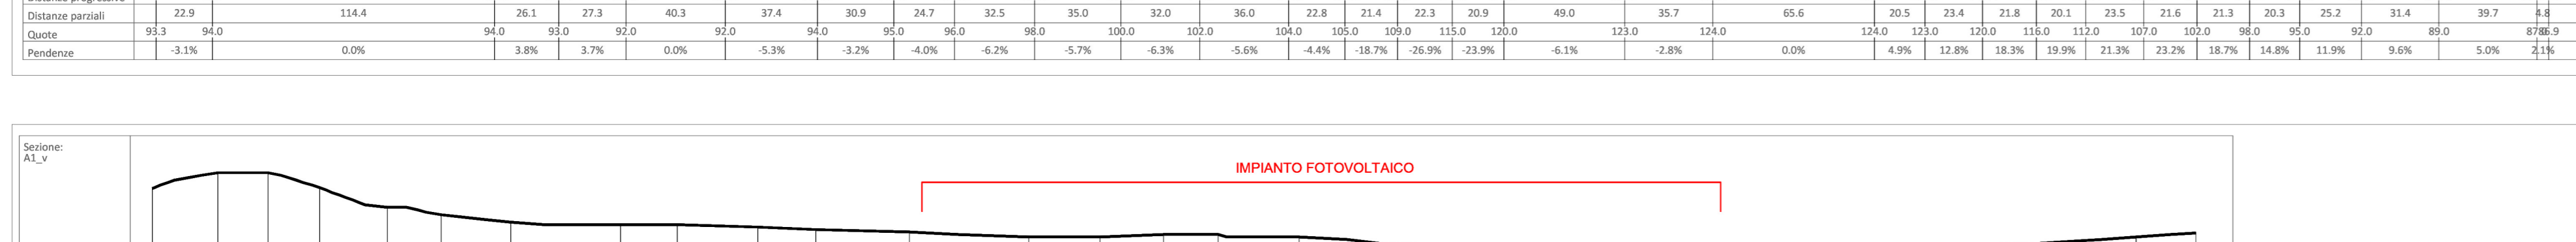 Distanze progressive
Distanze parziali 22.9 114.4 26.1 27.3 40.3 37.4 30.9 24.7 32.5 35.0 32.0 36.0 22.8 21.4 22.3 20.9 49.0 35.7 65.6 20.5 23.4 21.8 20.1 23.5 21.6 21.3 20.3 25.2 31.4 39.7 4.8
Quote 93.3 94.0 94.0 93.0 92.0 92.0 94.0 95.0 96.0 98.0 100.0 102.0 104.0 105.0 109.0 115.0 120.0 123.0 124.0 124.0 123.0 120.0 116.0 112.0 107.0 102.0 98.0 95.0 92.0 89.0
Pendenze -3.1% 0.0% 3.8% 3.7% 0.0% -5.3% -3.2% -4.0% -6.2% -5.7% -6.3% -5.6% -4.4% -18.7% -26.9% -23.9% -6.1% -2.8% 0.0% 4.9% 12.8% 18.3% 19.9% 21.3% 23.2% 18.7% 14.8% 11.9% 9.6% 5.0% 2.1%
Sezione:
A1_v
IMPIANTO FOTOVOLTAICO